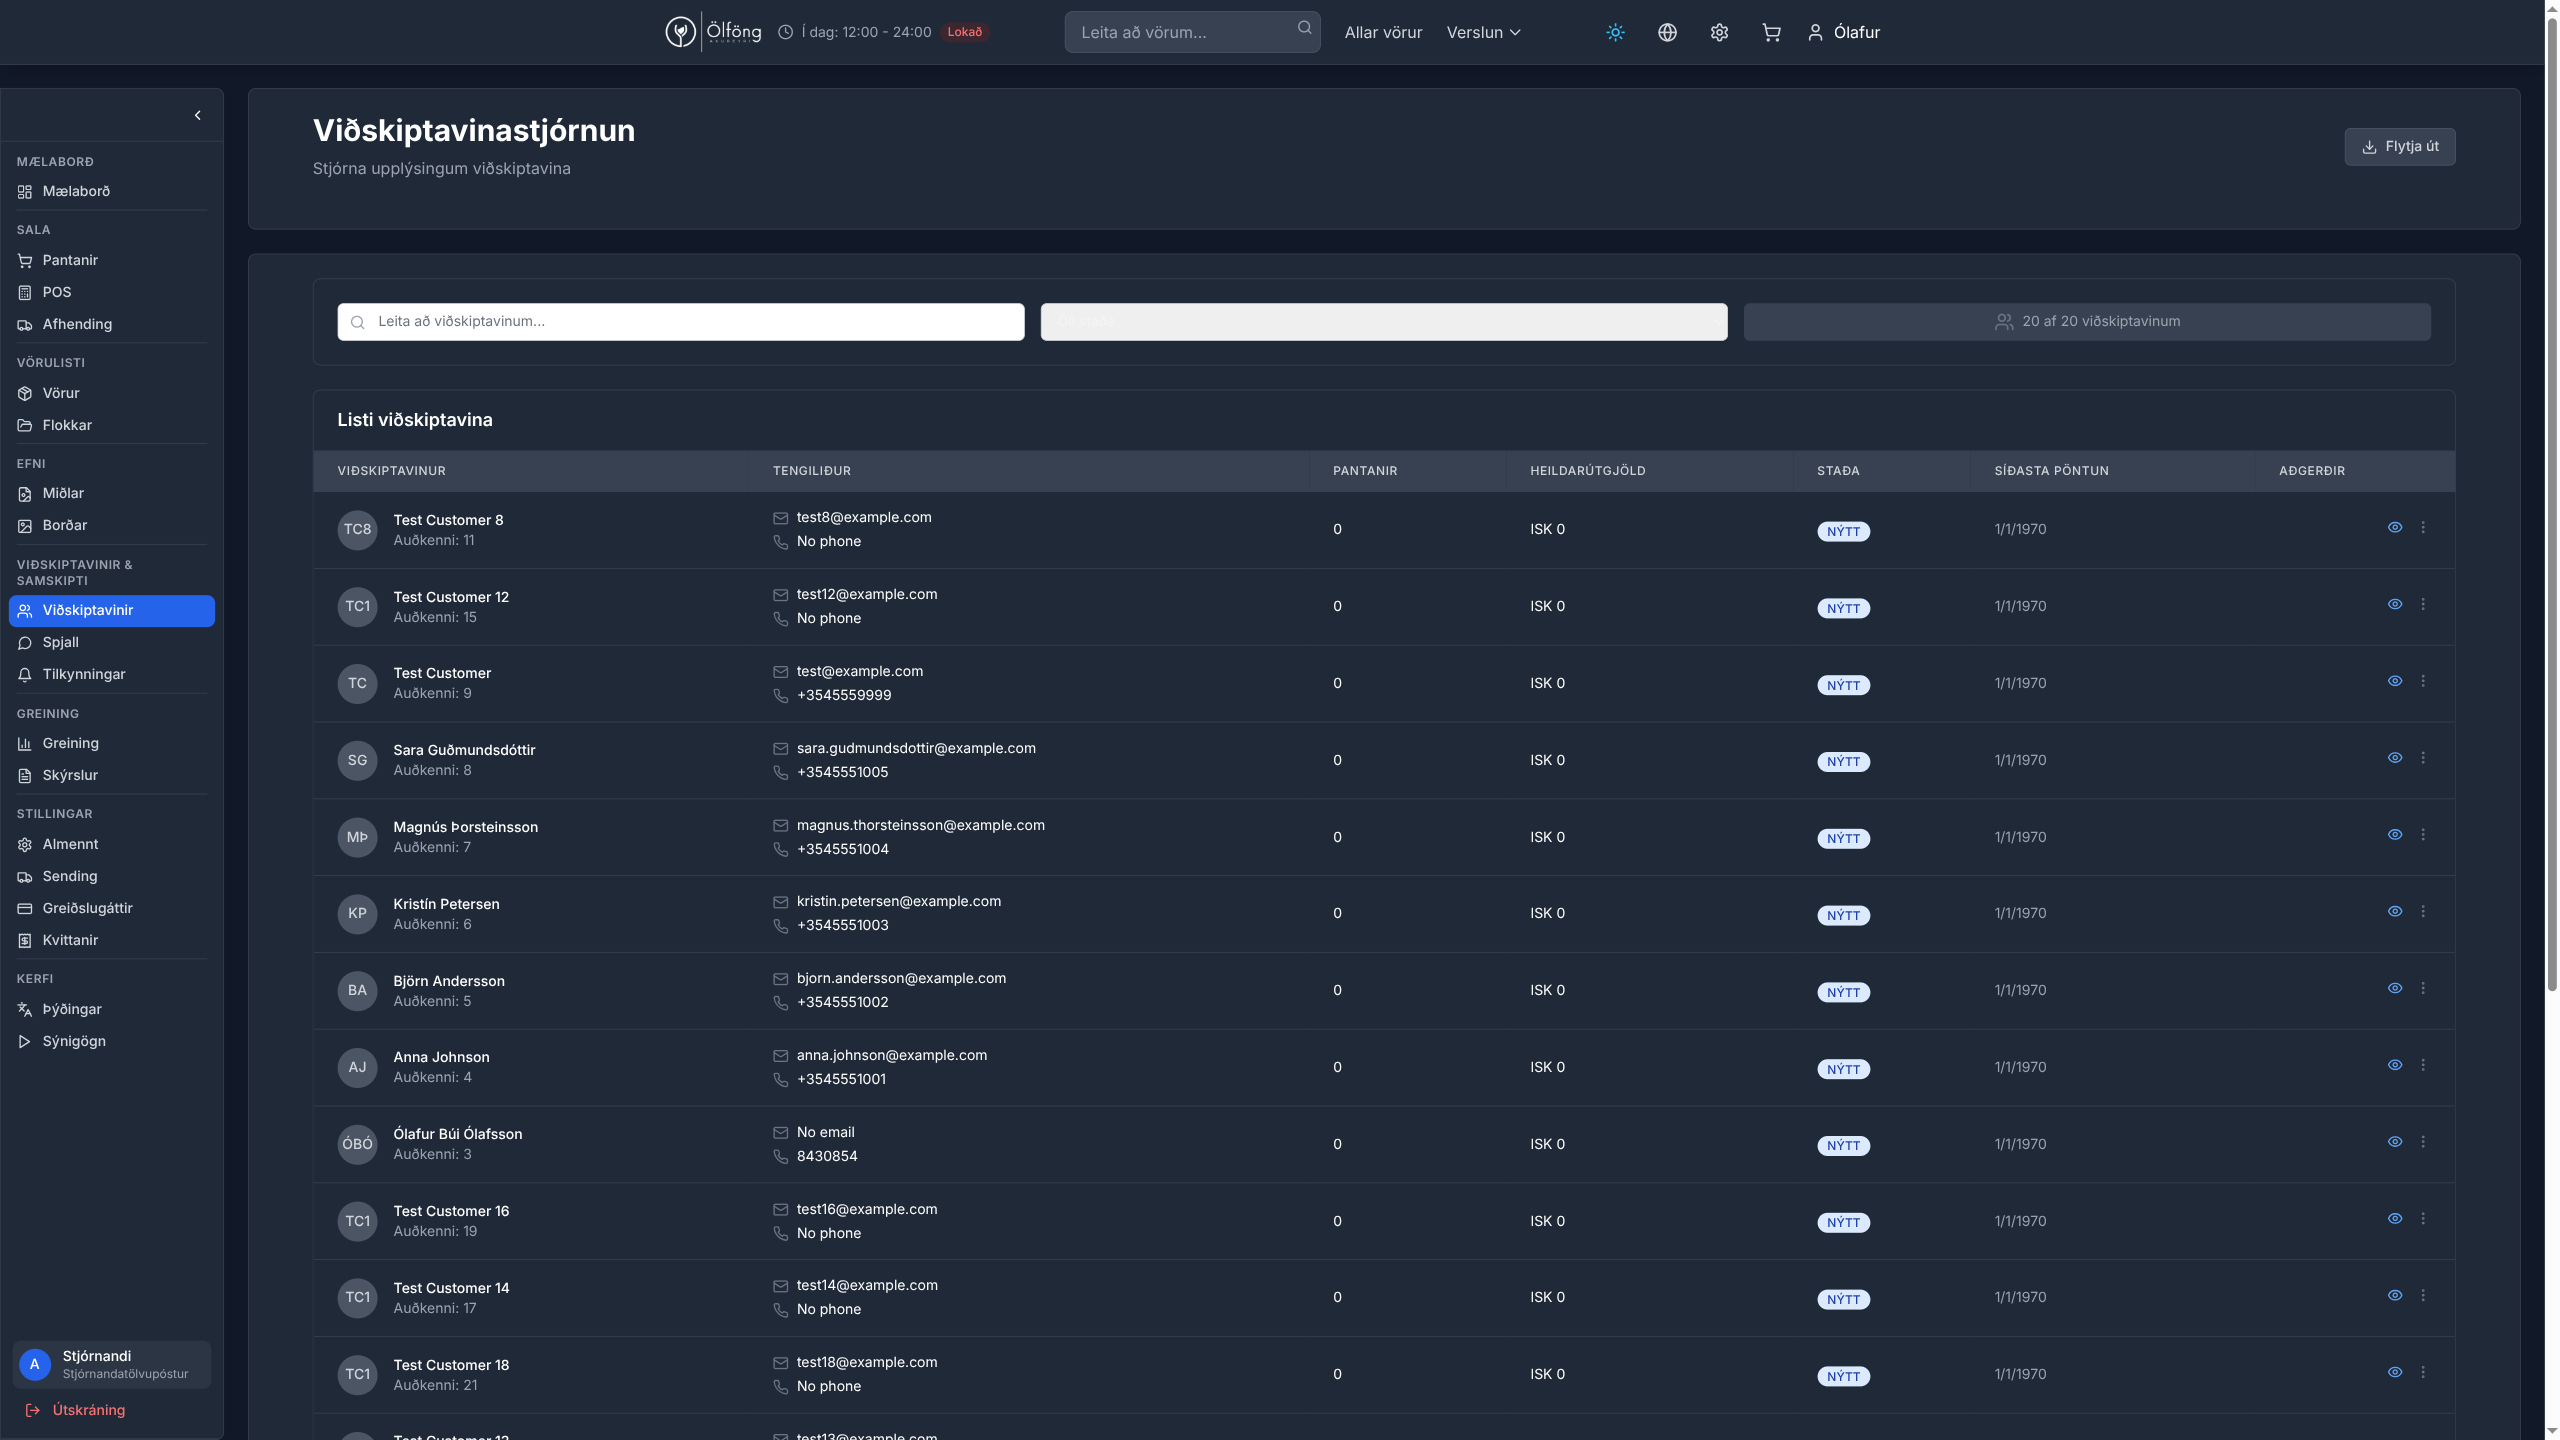 Ölföng
Í dag: 12:00 - 24:00
Lokað
Leita að vörum...
Allar vörur
Verslun
Ólafur
MÆLABORÐ
Mælaborð
SALA
Pantanir
POS
Afhending
VÖRULISTI
Vörur
Flokkar
EFNI
Miðlar
Borðar
VIÐSKIPTAVINIR &
SAMSKIPTI
Viðskiptavinir
Spjall
Tilkynningar
GREINING
Greining
Skýrslur
STILLINGAR
Almennt
Sending
Greiðslugáttir
Kvittanir
KERFI
Þýðingar
Sýnigögn
A
Stjórnandi
Stjórnandatölvupóstur
Útskráning
Viðskiptavinastjórnun
Stjórna upplýsingum viðskiptavina
Flytja út
Leita að viðskiptavinum...
20 af 20 viðskiptavinum
Listi viðskiptavina
VIÐSKIPTAVINUR TENGILIÐUR PANTANIR HEILDARÚTGJÖLD STAÐA SÍÐASTA PÖNTUN AÐGERÐIR
TC8 Test Customer 8 test8@example.com
Auðkenni: 11 No phone 0 ISK 0 NÝTT 1/1/1970
TC1 Test Customer 12 test12@example.com
Auðkenni: 15 No phone 0 ISK 0 NÝTT 1/1/1970
TC Test Customer test@example.com
Auðkenni: 9 +3545559999 0 ISK 0 NÝTT 1/1/1970
SG Sara Guðmundsdóttir sara.gudmundsdottir@example.com
Auðkenni: 8 +3545551005 0 ISK 0 NÝTT 1/1/1970
MÞ Magnús Þorsteinsson magnus.thorsteinsson@example.com
Auðkenni: 7 +3545551004 0 ISK 0 NÝTT 1/1/1970
KP Kristín Petersen kristin.petersen@example.com
Auðkenni: 6 +3545551003 0 ISK 0 NÝTT 1/1/1970
BA Björn Andersson bjorn.andersson@example.com
Auðkenni: 5 +3545551002 0 ISK 0 NÝTT 1/1/1970
AJ Anna Johnson anna.johnson@example.com
Auðkenni: 4 +3545551001 0 ISK 0 NÝTT 1/1/1970
ÓBÓ Ólafur Búi Ólafsson No email
Auðkenni: 3 8430854 0 ISK 0 NÝTT 1/1/1970
TC1 Test Customer 16 test16@example.com
Auðkenni: 19 No phone 0 ISK 0 NÝTT 1/1/1970
TC1 Test Customer 14 test14@example.com
Auðkenni: 17 No phone 0 ISK 0 NÝTT 1/1/1970
TC1 Test Customer 18 test18@example.com
Auðkenni: 21 No phone 0 ISK 0 NÝTT 1/1/1970
Test Customer 13 test13@example.com